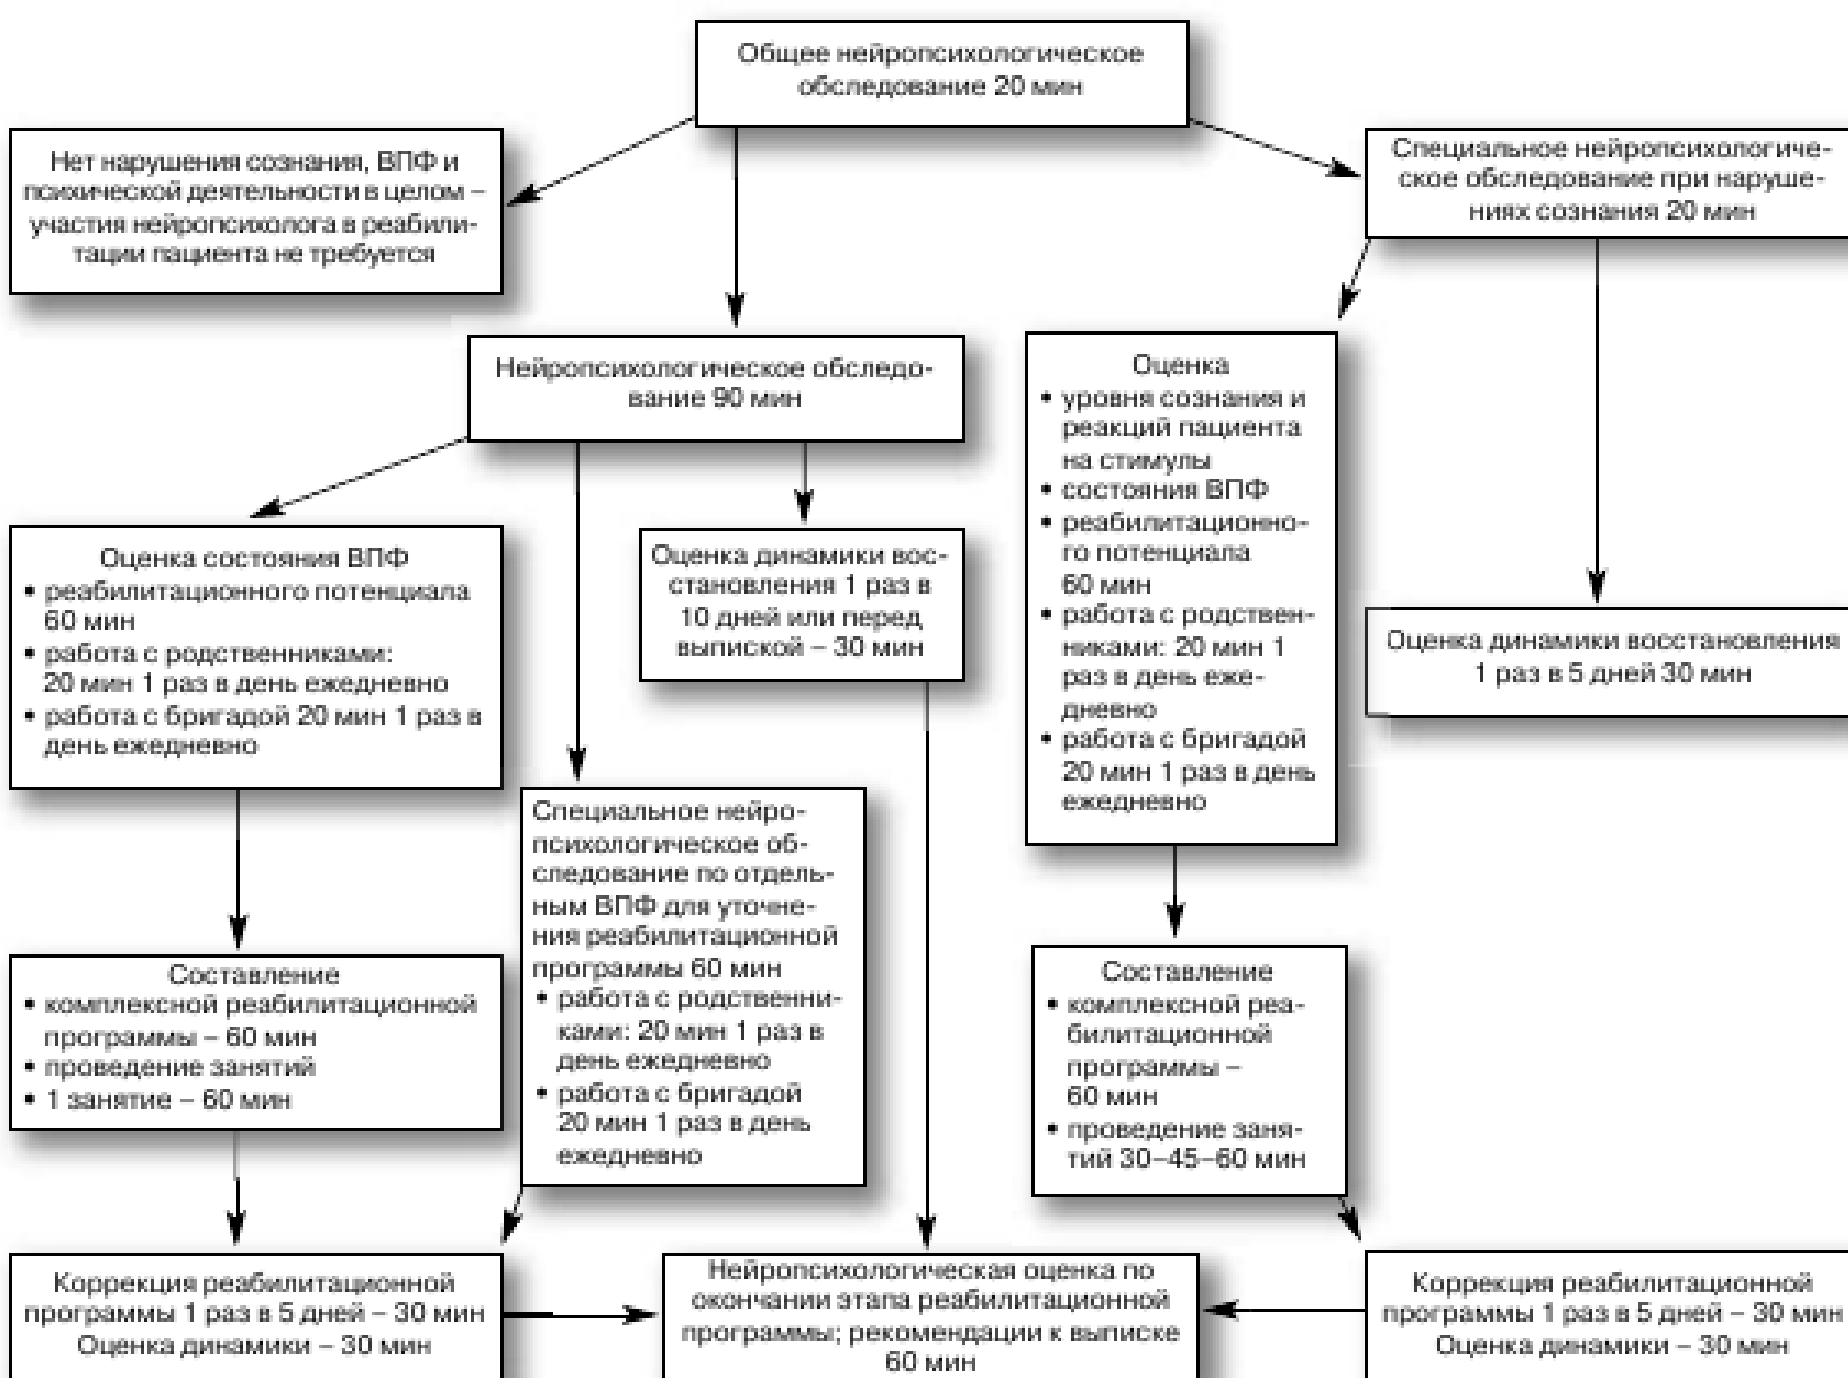 Общее нейропсихологическое
обследование 20 мин
Нет нарушения сознания, ВПФ и
психической деятельности в целом –
участия нейропсихолога в реабили-
тации пациента не требуется
Специальное нейропсихологиче-
ское обследование при наруше-
ниях сознания 20 мин
Нейропсихологическое обследо-
вание 90 мин
Оценка
• уровня сознания и
реакций пациента
на стимулы
• состояния ВПФ
• реабилитационно-
го потенциала
60 мин
• работа с родствен-
никами: 20 мин 1
раз в день еже-
дневно
• работа с бригадой
20 мин 1 раз в день
ежедневно
Оценка состояния ВПФ
• реабилитационного потенциала
60 мин
• работа с родственниками:
20 мин 1 раз в день ежедневно
• работа с бригадой 20 мин 1 раз в
день ежедневно
Оценка динамики вос-
становления 1 раз в
10 дней или перед
выпиской – 30 мин
Оценка динамики восстановления
1 раз в 5 дней 30 мин
Специальное нейро-
психологическое об-
следование по отдель-
ным ВПФ для уточне-
ния реабилитационной
программы 60 мин
• работа с родственни-
ками: 20 мин 1 раз в
день ежедневно
• работа с бригадой
20 мин 1 раз в день
ежедневно
Составление
• комплексной реабилитационной
программы – 60 мин
• проведение занятий
• 1 занятие – 60 мин
Составление
• комплексной реа-
билитационной
программы –
60 мин
• проведение заня-
тий 30–45–60 мин
Коррекция реабилитационной
программы 1 раз в 5 дней – 30 мин
Оценка динамики – 30 мин
Нейропсихологическая оценка по
окончании этапа реабилитационной
программы; рекомендации к выписке
60 мин
Коррекция реабилитационной
программы 1 раз в 5 дней – 30 мин
Оценка динамики – 30 мин